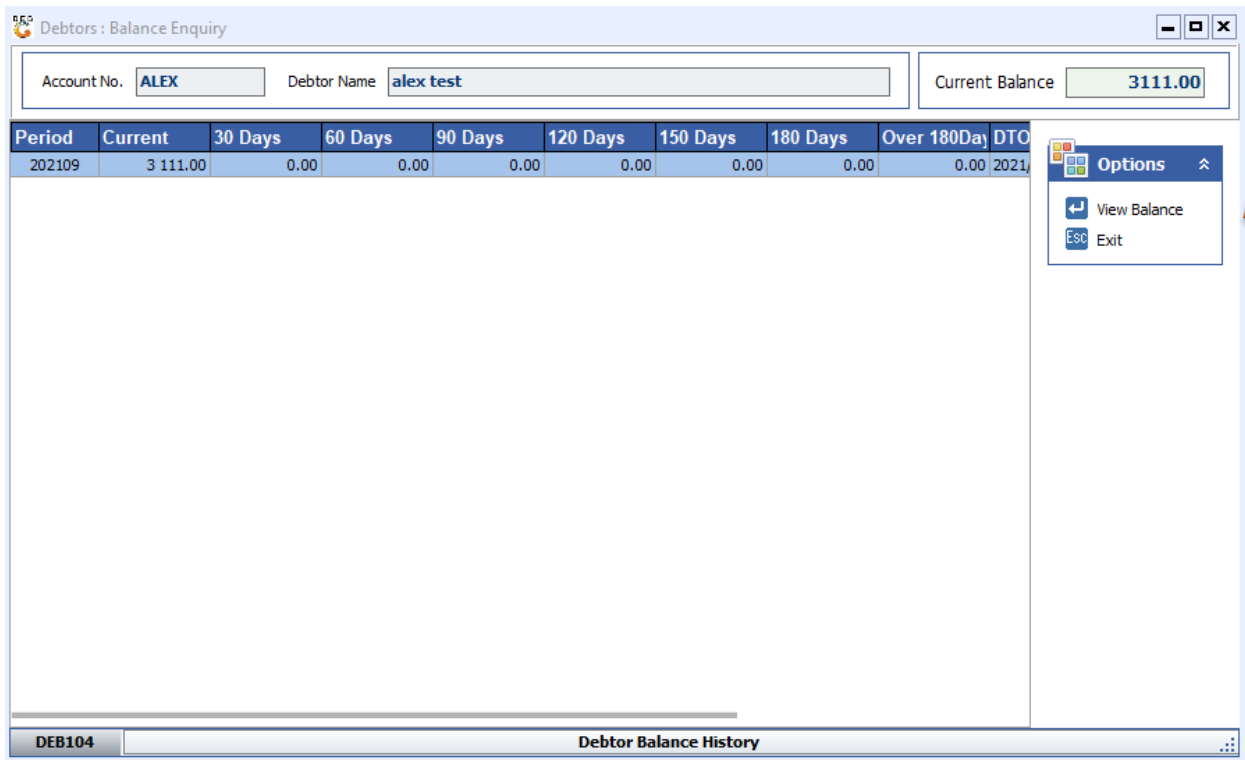 Debtors : Balance Enquiry
Account No. ALEX Debtor Name alex test Current Balance 3111.00
Period Current 30 Days 60 Days 90 Days 120 Days 150 Days 180 Days Over 180Day DTO
202109 3 111.00 0.00 0.00 0.00 0.00 0.00 0.00 0.00 2021/
Options
View Balance
Esc Exit
DEB104 Debtor Balance History